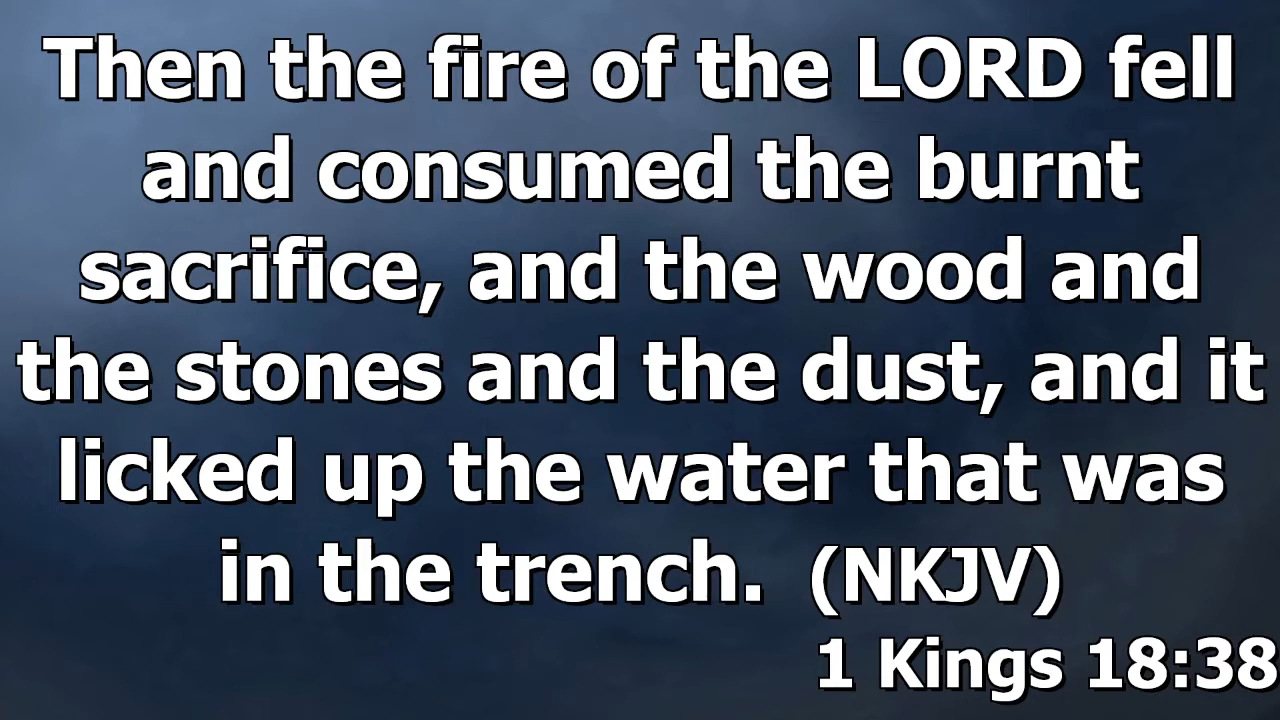 Then the fire of the LORD fell
and consumed the burnt
sacrifice, and the wood and
the stones and the dust, and it
licked up the water that was
in the trench. (NKJV)
1 Kings 18:38